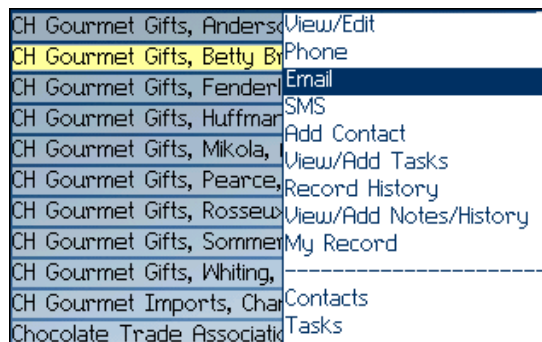 CH Gourmet Gifts,
CH Gourmet Gifts, Betty
CH Gourmet Gifts,
CH Gourmet Gifts,
CH Gourmet Gifts, Mikola,
CH Gourmet Gifts, Pearce,
CH Gourmet Gifts,
CH Gourmet Gifts,
CH Gourmet Gifts, Whiting,
CH Gourmet Imports,
Chocolate Trade
View/Edit
Phone
Email
SMS
Add Contact
View/Add Tasks
Record History
View/Add Notes/History
My Record
--------------------
Contacts
Tasks